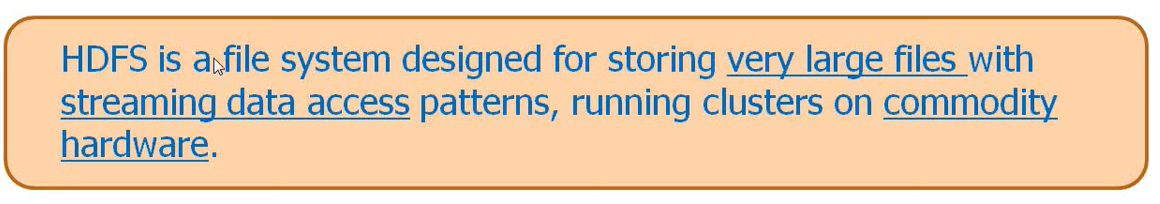 HDFS is a file system designed for storing very large files with
streaming data access patterns, running clusters on commodity
hardware.